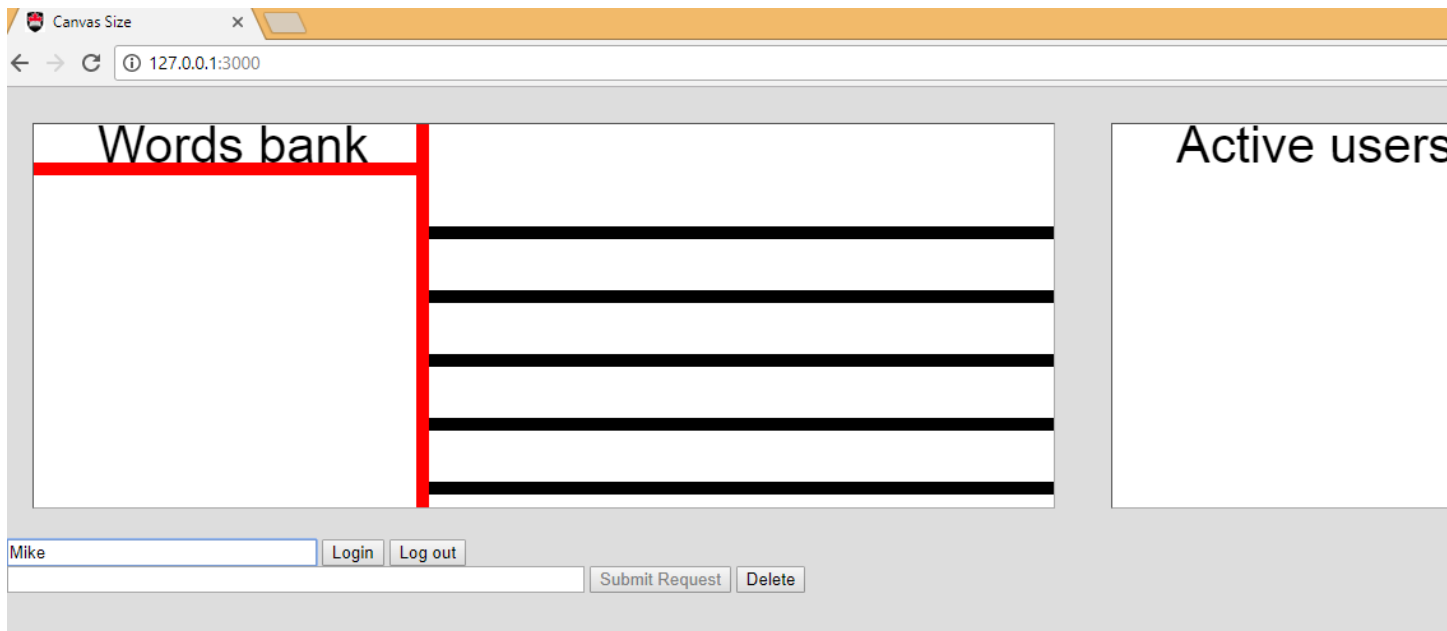 Canvas Size
127.0.0.1:3000
Words bank
Active users
Mike Login Log out
Submit Request Delete